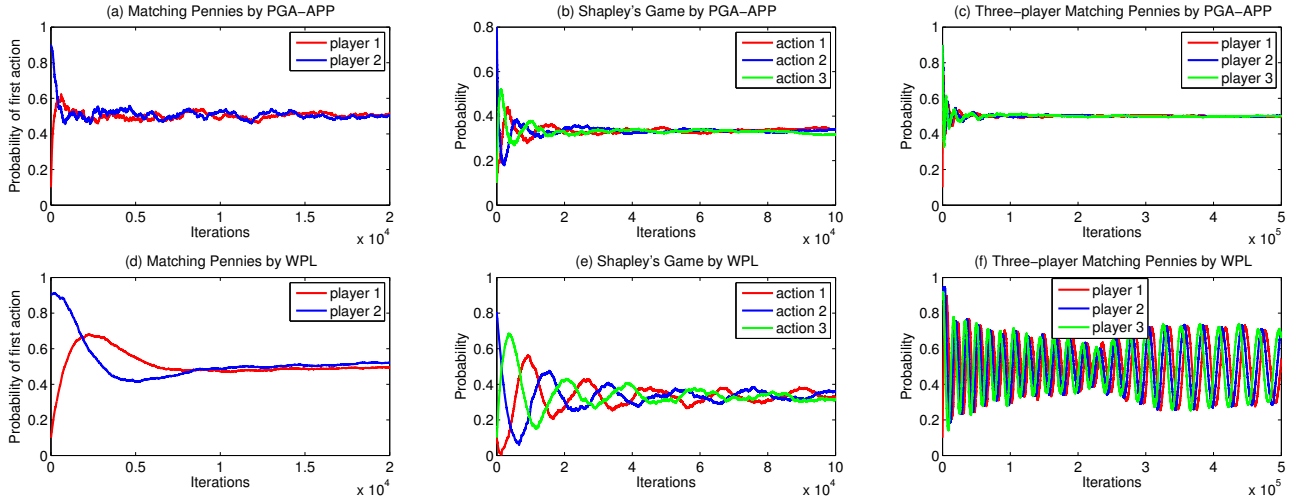 (a) Matching Pennies by PGA−APP
Probability of first action
1
0.8
0.6
0.4
0.2
0
0 0.5 1 1.5 2
x 10^4
Iterations
player 1
player 2
(b) Shapley's Game by PGA−APP
Probability
0.8
0.6
0.4
0.2
0
0 2 4 6 8 10
x 10^4
Iterations
action 1
action 2
action 3
(c) Three−player Matching Pennies by PGA−APP
Probability
1
0.8
0.6
0.4
0.2
0
0 1 2 3 4 5
x 10^5
Iterations
player 1
player 2
player 3
(d) Matching Pennies by WPL
Probability of first action
1
0.8
0.6
0.4
0.2
0
0 0.5 1 1.5 2
x 10^4
Iterations
player 1
player 2
(e) Shapley's Game by WPL
Probability
1
0.8
0.6
0.4
0.2
0
0 2 4 6 8 10
x 10^4
Iterations
action 1
action 2
action 3
(f) Three−player Matching Pennies by WPL
Probability
1
0.8
0.6
0.4
0.2
0
0 1 2 3 4 5
x 10^5
Iterations
player 1
player 2
player 3